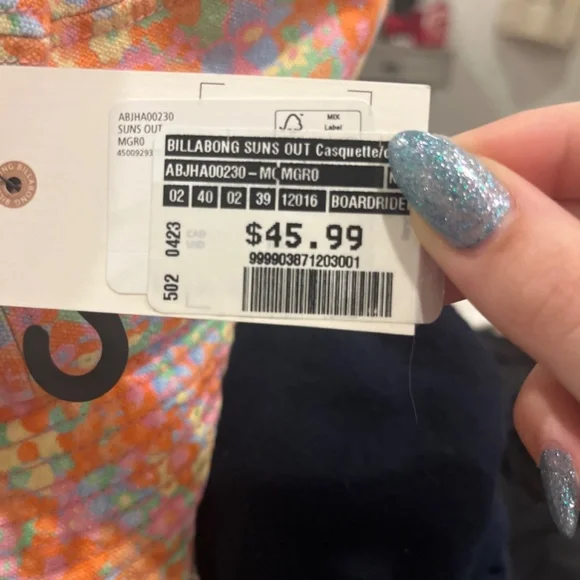 ABJHA00230
SUNS OUT
MGR0
45009293
MIX
Label
BILLABONG SUNS OUT Casquette/
ABJHA00230-M MGR0
02 40 02 39 12016 BOARDRIDE
502 0423
CAD
USD
$45.99
999903871203001
BILLABONG